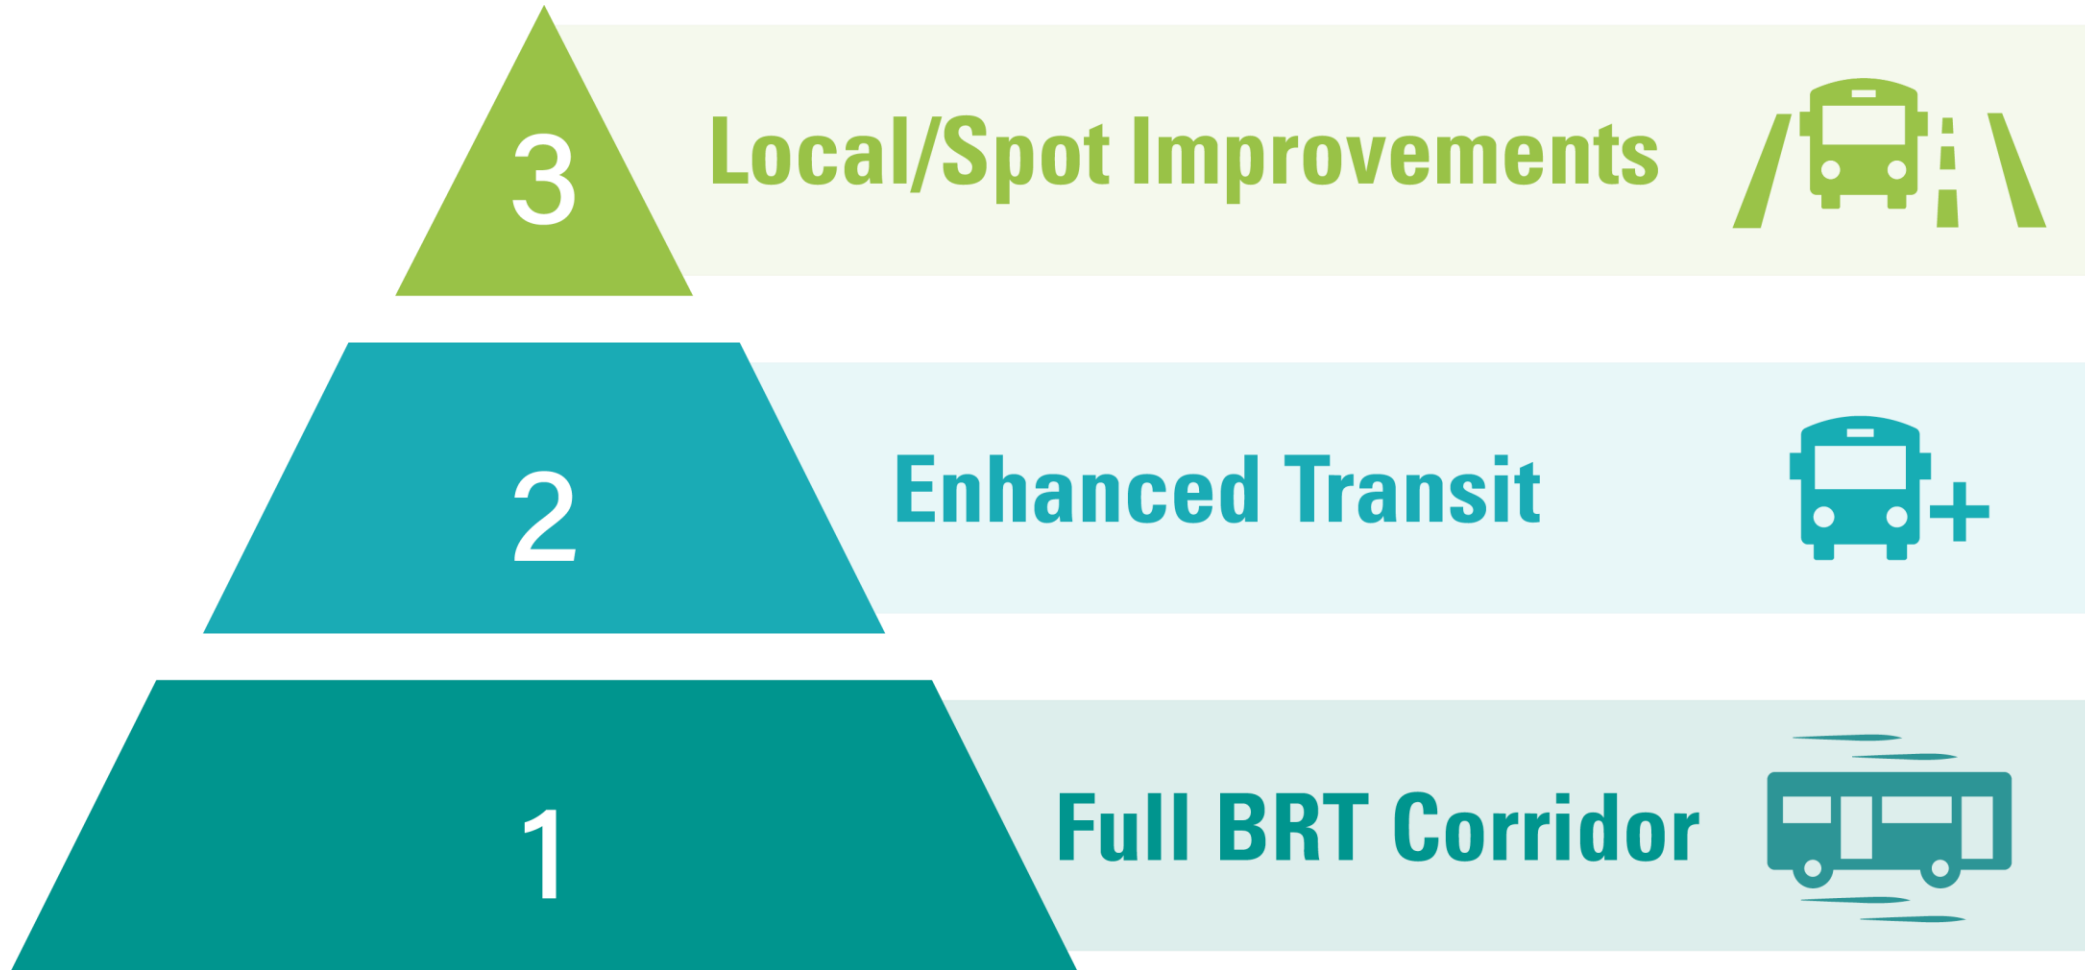 3
Local/Spot Improvements
2
Enhanced Transit
1
Full BRT Corridor